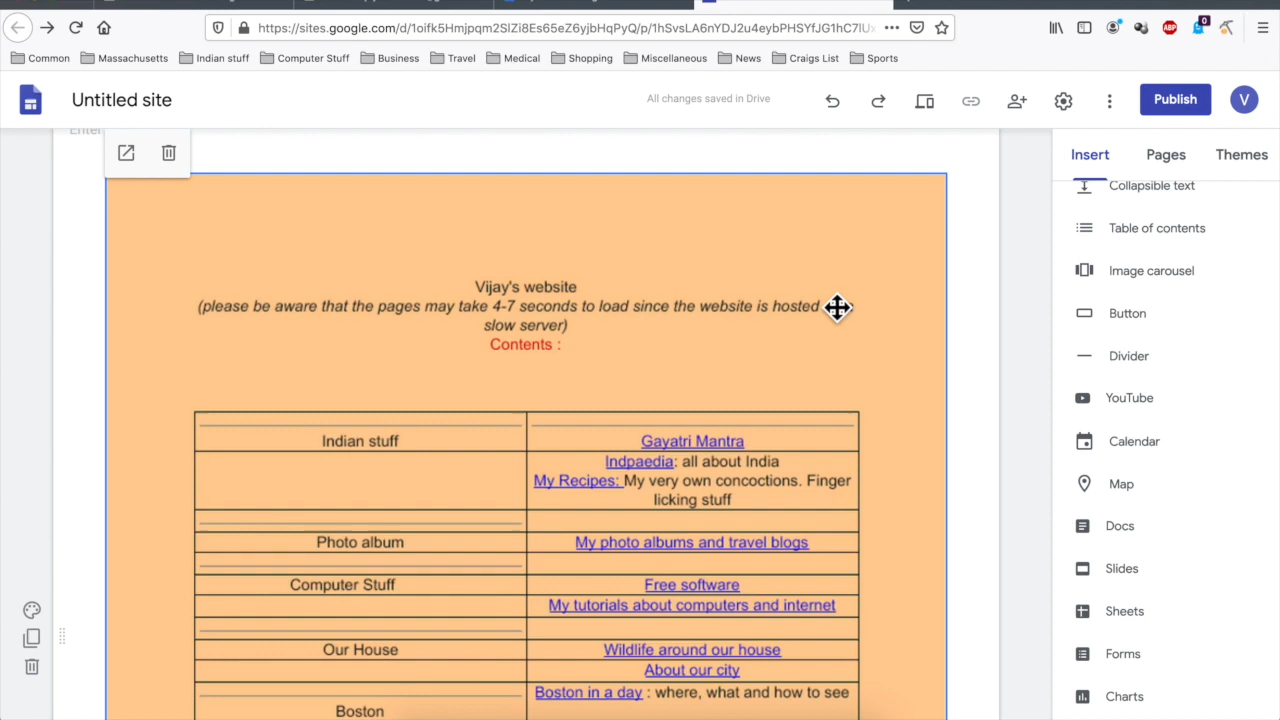 https://sites.google.com/d/1oifk5Hmjpqm2SlZi8Es65eZ6yjbHqPyQ/p/1hSvsLA6nYDJ2u4eybPHSYfJG1hC7lUx
ABP
0
Common
Massachusetts
Indian stuff
Computer Stuff
Business
Travel
Medical
Shopping
Miscellaneous
News
Craigs List
Sports
Untitled site
All changes saved in Drive
Publish
V
Enter
Insert
Pages
Themes
Vijay's website
(please be aware that the pages may take 4-7 seconds to load since the website is hosted
slow server)
Contents :
Indian stuff
Gayatri Mantra
Indpaedia: all about India
My Recipes: My very own concoctions. Finger
licking stuff
Photo album
My photo albums and travel blogs
Computer Stuff
Free software
My tutorials about computers and internet
Our House
Wildlife around our house
About our city
Boston
Boston in a day : where, what and how to see
Collapsible text
Table of contents
Image carousel
Button
Divider
YouTube
Calendar
Map
Docs
Slides
Sheets
Forms
Charts